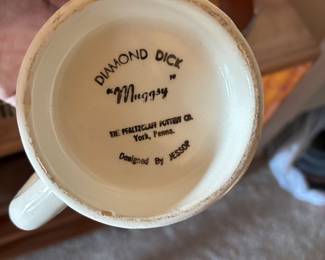 DIAMOND DICK
"Muggsy"
THE PFALTZGRAFF POTTERY CO.
York, Penna.
Designed By JESSOP